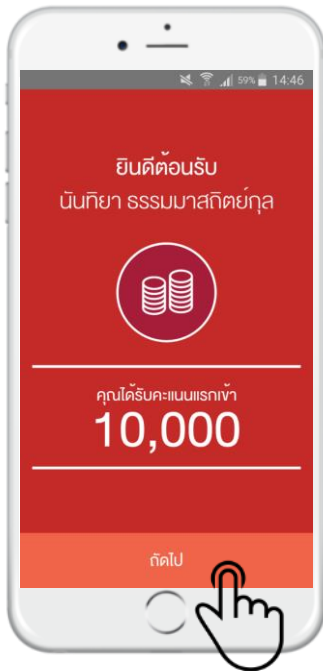 59% 14:46
ยินดีต้อนรับ
นันทิยา ธรรมมาสถิตย์กุล
คุณได้รับคะแนนแรกเข้า
10,000
ถัดไป